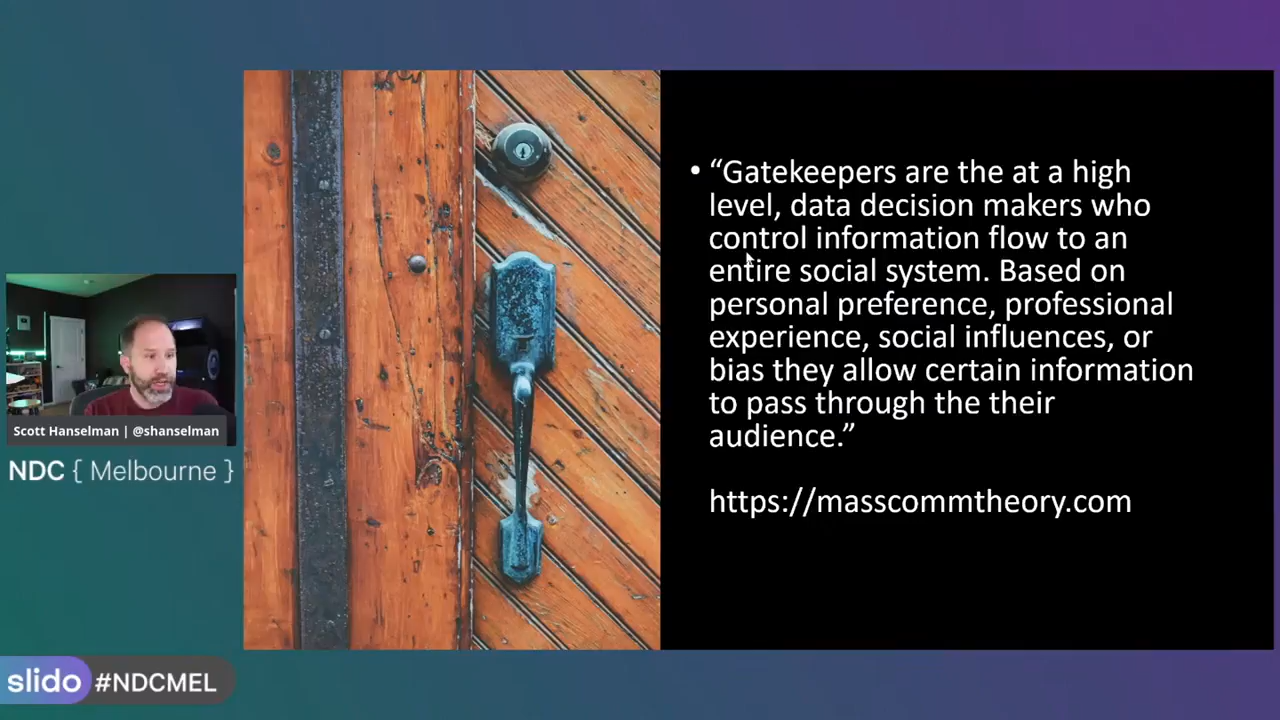 • “Gatekeepers are the at a high
level, data decision makers who
control information flow to an
entire social system. Based on
personal preference, professional
experience, social influences, or
bias they allow certain information
to pass through the their
audience.”
https://masscommtheory.com
Scott Hanselman | @shanselman
NDC { Melbourne }
slido #NDCMEL